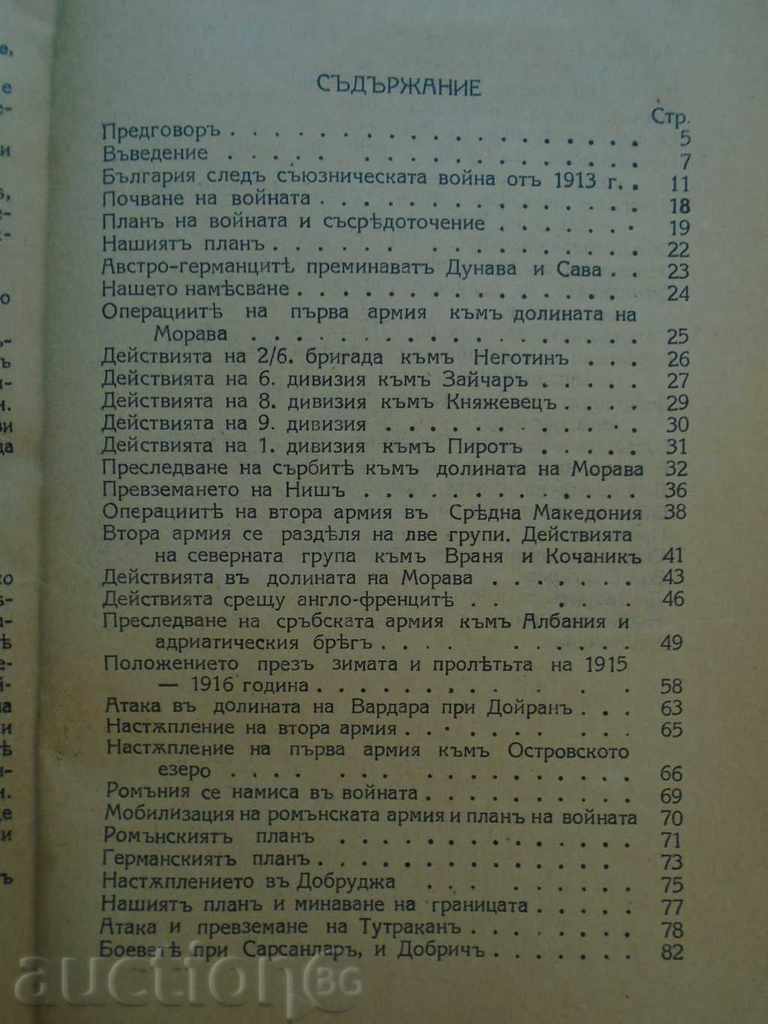 СЪДЪРЖАНИЕ
Стр.
Предговоръ . . . . . . . . . . . . . . . . . 5
Въведение . . . . . . . . . . . . . . . . 7
България следъ съюзническата война отъ 1913 г. . 11
Почване на войната . . . . . . . . . . . . . . 18
Планъ на войната и съсрѣдоточение . . . . . . . 19
Нашиятъ планъ . . . . . . . . . . . . . . . 22
Австро-германцитѣ преминаватъ Дунава и Сава . . 23
Нашето намѣсване . . . . . . . . . . . . . . 24
Операциитѣ на първа армия къмъ долината на
Морава . . . . . . . . . . . . . . . . 25
Действията на 2/6. бригада къмъ Неготинъ . . . 26
Действията на 6. дивизия къмъ Зайчаръ . . . . . 27
Действията на 8. дивизия къмъ Княжевецъ . . . . 29
Действията на 9. дивизия . . . . . . . . . . . 30
Действията на 1. дивизия къмъ Пиротъ . . . . . 31
Преследване на сърбитѣ къмъ долината на Морава 32
Превземането на Нишъ . . . . . . . . . . . . 36
Операциитѣ на втора армия въ Срѣдна Македония 38
Втора армия се раздѣля на две групи. Действията
на северната група къмъ Враня и Кочаникъ 41
Действията въ долината на Морава . . . . . . . 43
Действията срещу англо-френцитѣ . . . . . . 46
Преследване на сръбската армия къмъ Албания и
адриатическия брѣгъ . . . . . . . . . . 49
Положението презъ зимата и пролѣтьта на 1915
— 1916 година . . . . . . . . . . . . . 58
Атака въ долината на Вардара при Дойранъ . . . 63
Настѫпление на втора армия . . . . . . . . . . 65
Настѫпление на първа армия къмъ Островското
езеро . . . . . . . . . . . . . . . . . 66
Ромъния се намиса въ войната . . . . . . . . . 69
Мобилизация на ромънската армия и планъ на войната 70
Ромънскиятъ планъ . . . . . . . . . . . . . 71
Германскиятъ планъ . . . . . . . . . . . . . 73
Настѫплението въ Добруджа . . . . . . . . . 75
Нашиятъ планъ и минаване на границата . . . . . 77
Атака и превземане на Тутраканъ . . . . . . . . 78
Боеветѣ при Сарсанларъ, и Добричъ . . . . . . . 82
auctionBG